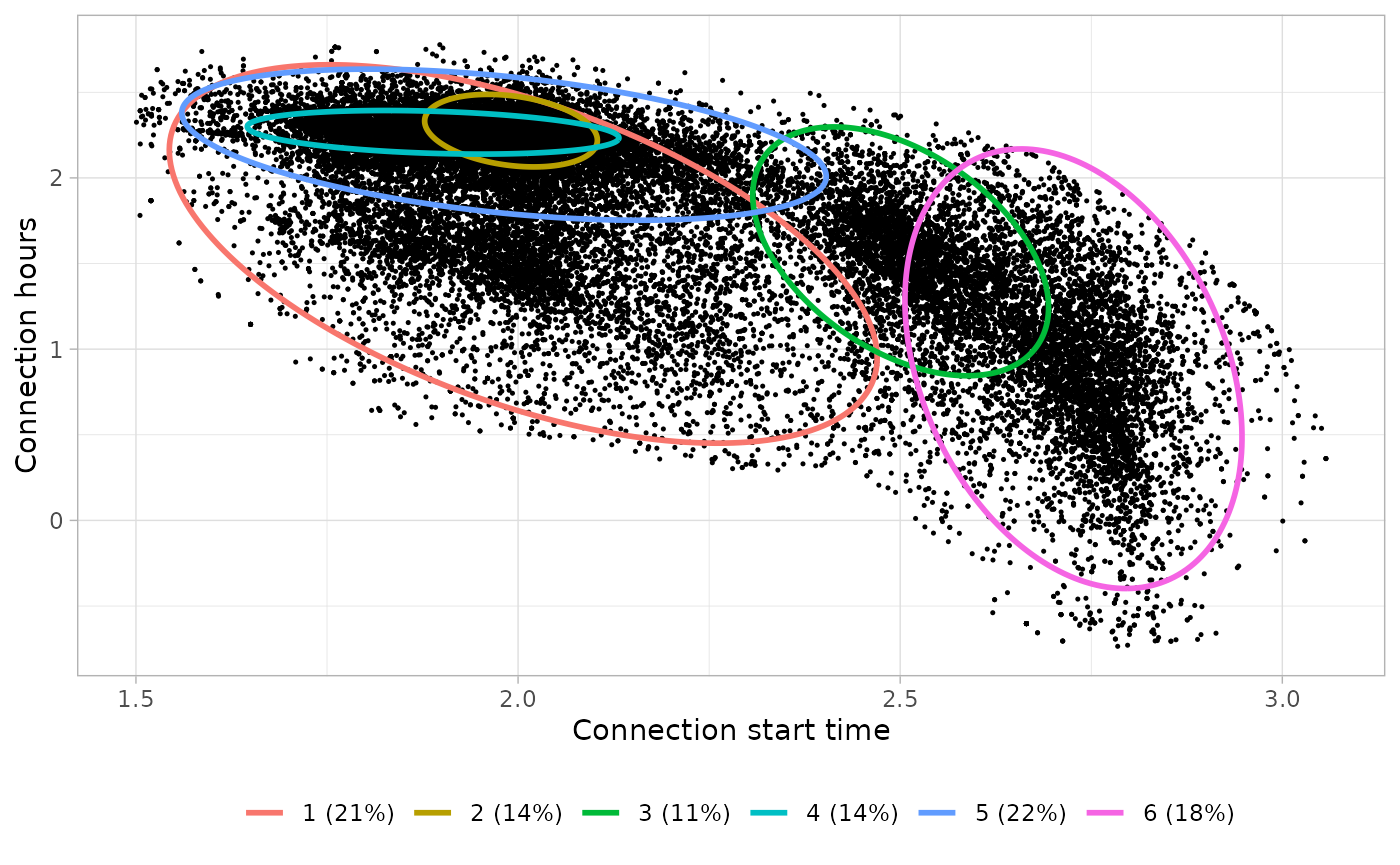 Connection hours
2
1
0
1.5 2.0 2.5 3.0
Connection start time
1 (21%) 2 (14%) 3 (11%) 4 (14%) 5 (22%) 6 (18%)